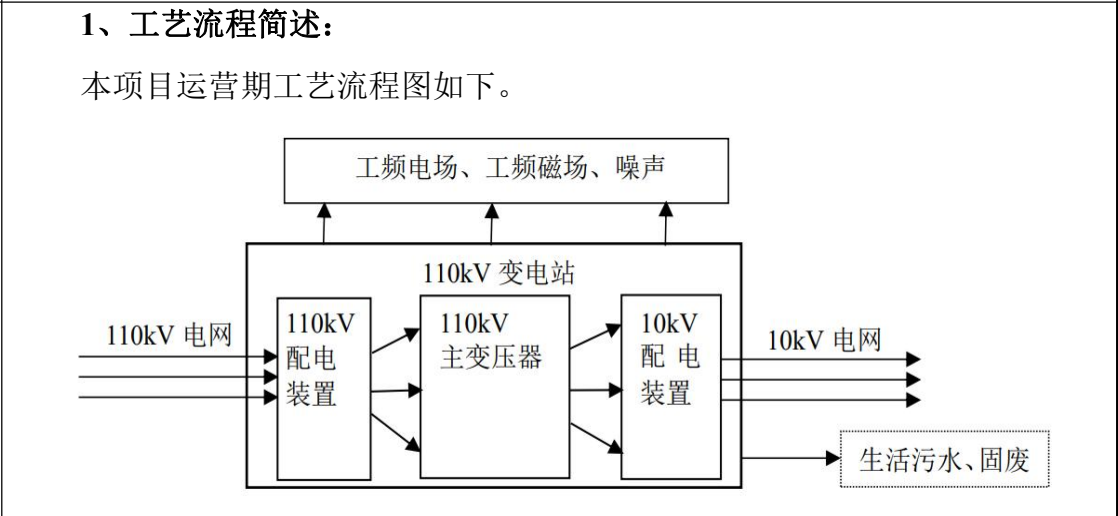 1、工艺流程简述：
本项目运营期工艺流程图如下。
工频电场、工频磁场、噪声
110kV 变电站
110kV 电网
110kV
配电
装置
110kV
主变压器
10kV
配 电
装置
10kV 电网
生活污水、固废